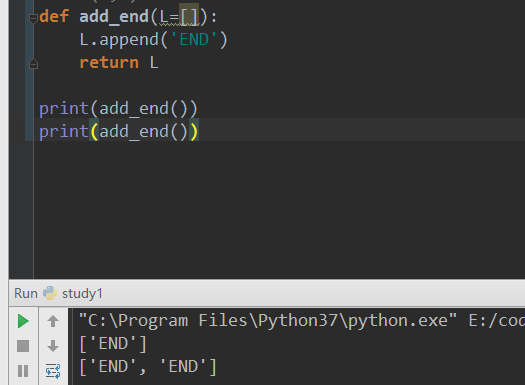 def add_end(L=[]):
    L.append('END')
    return L
print(add_end())
print(add_end())
Run study1
"C:\Program Files\Python37\python.exe" E:/cod
['END']
['END', 'END']